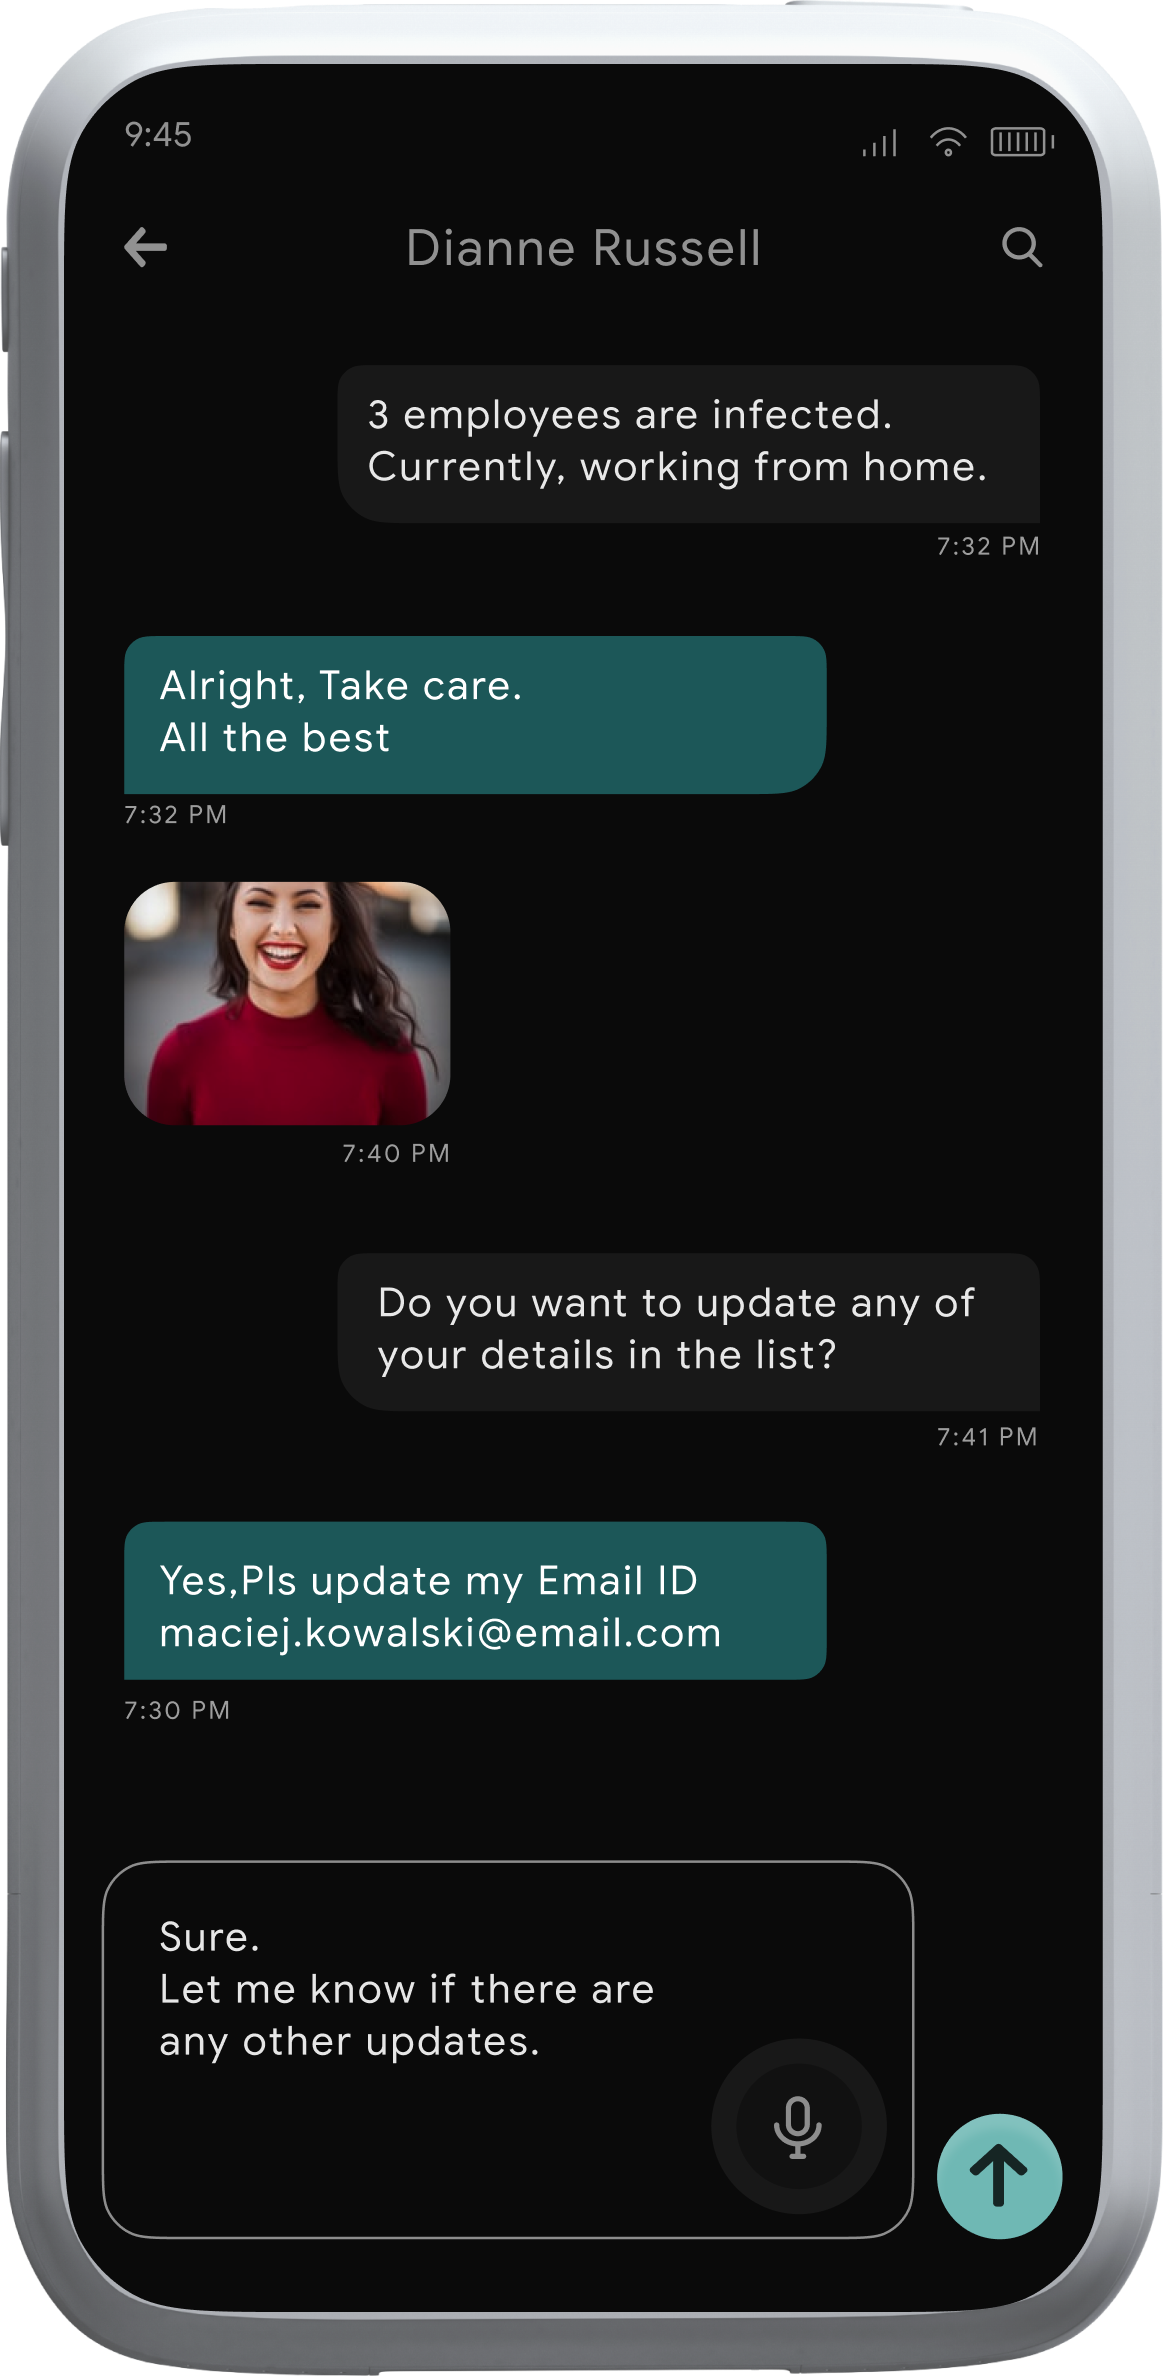 9:45
Dianne Russell
3 employees are infected.
Currently, working from home.
7:32 PM
Alright, Take care.
All the best
7:32 PM
7:40 PM
Do you want to update any of
your details in the list?
7:41 PM
Yes,Pls update my Email ID
maciej.kowalski@email.com
7:30 PM
Sure.
Let me know if there are
any other updates.